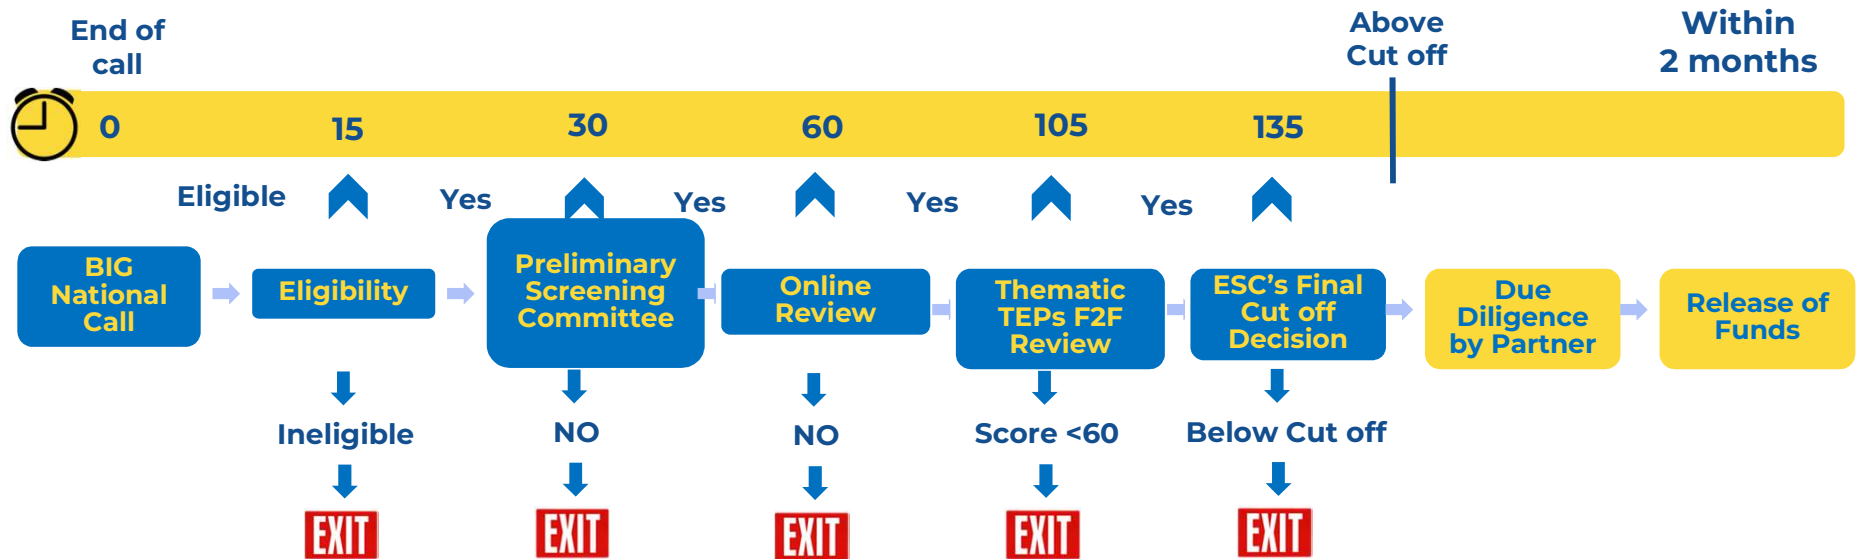 End of
call
Above
Cut off
Within
2 months
0
15
30
60
105
135
Eligible
Yes
Yes
Yes
Yes
BIG
National
Call
Eligibility
Preliminary
Screening
Committee
Online
Review
Thematic
TEPs F2F
Review
ESC’s Final
Cut off
Decision
Due
Diligence
by Partner
Release of
Funds
Ineligible
NO
NO
Score <60
Below Cut off
EXIT
EXIT
EXIT
EXIT
EXIT